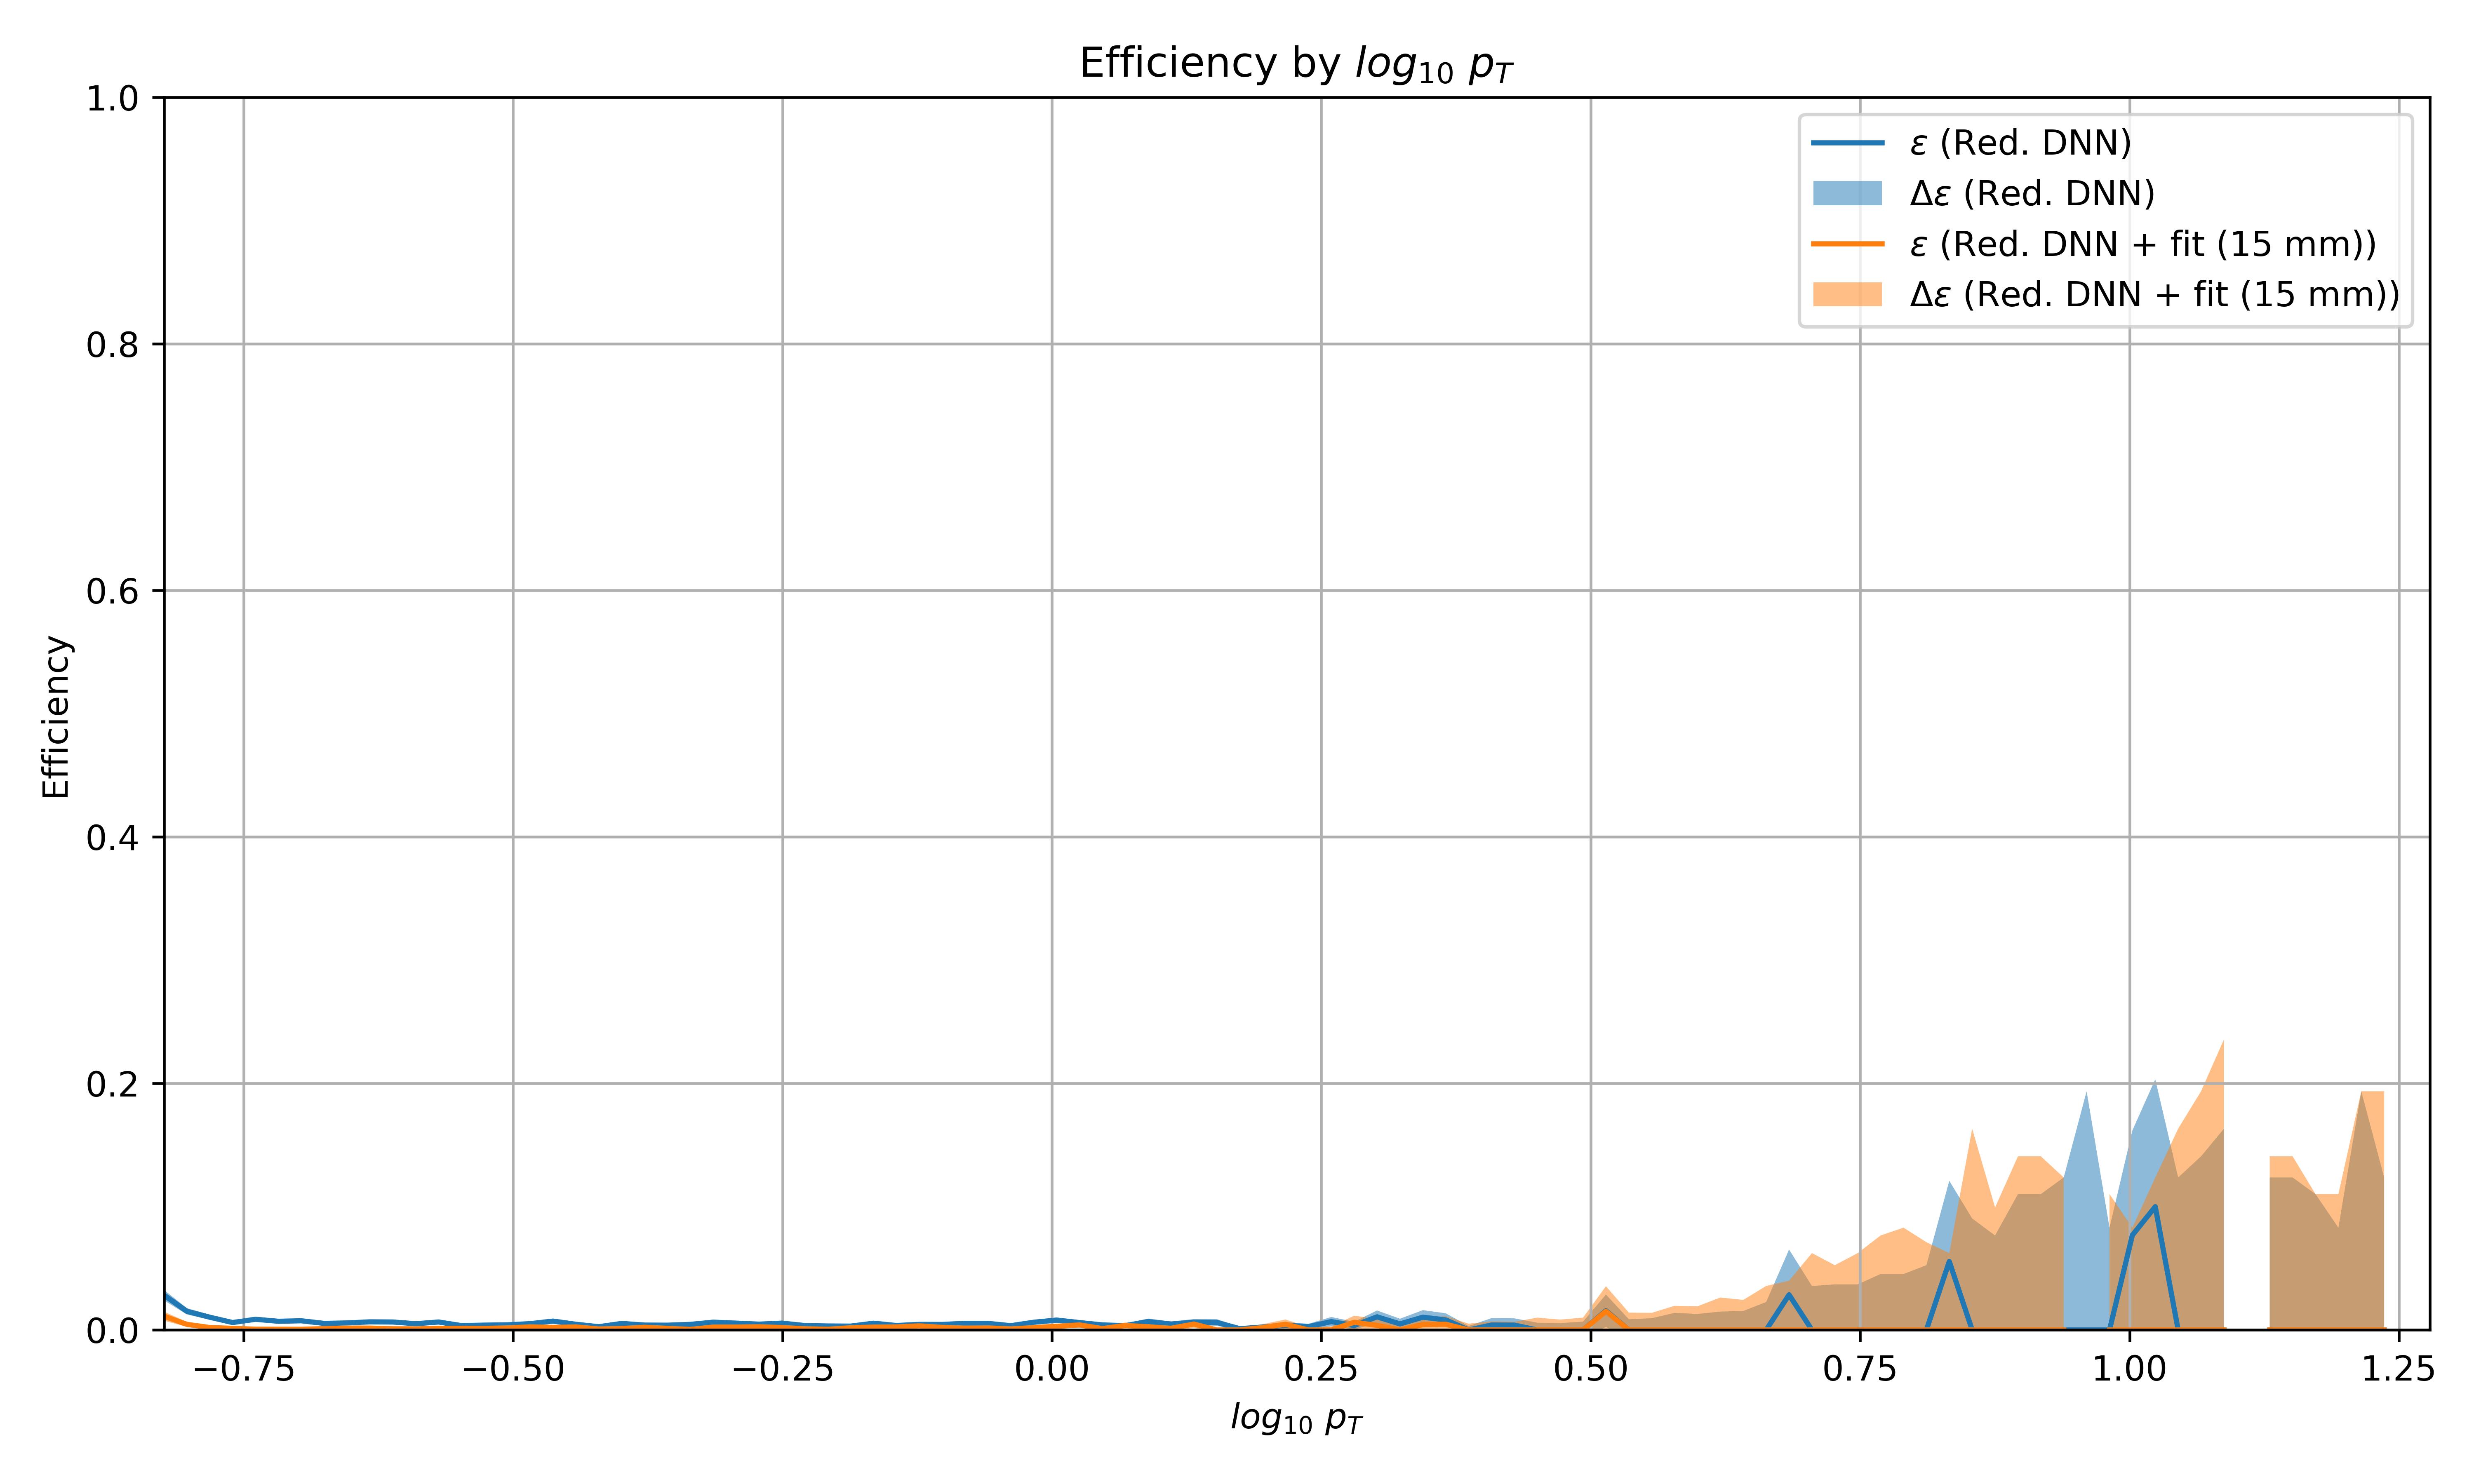 Efficiency by log₁₀ p_T
1.0
0.8
0.6
0.4
0.2
0.0
Efficiency
−0.75 −0.50 −0.25 0.00 0.25 0.50 0.75 1.00 1.25
log₁₀ p_T
ε (Red. DNN)
Δε (Red. DNN)
ε (Red. DNN + fit (15 mm))
Δε (Red. DNN + fit (15 mm))